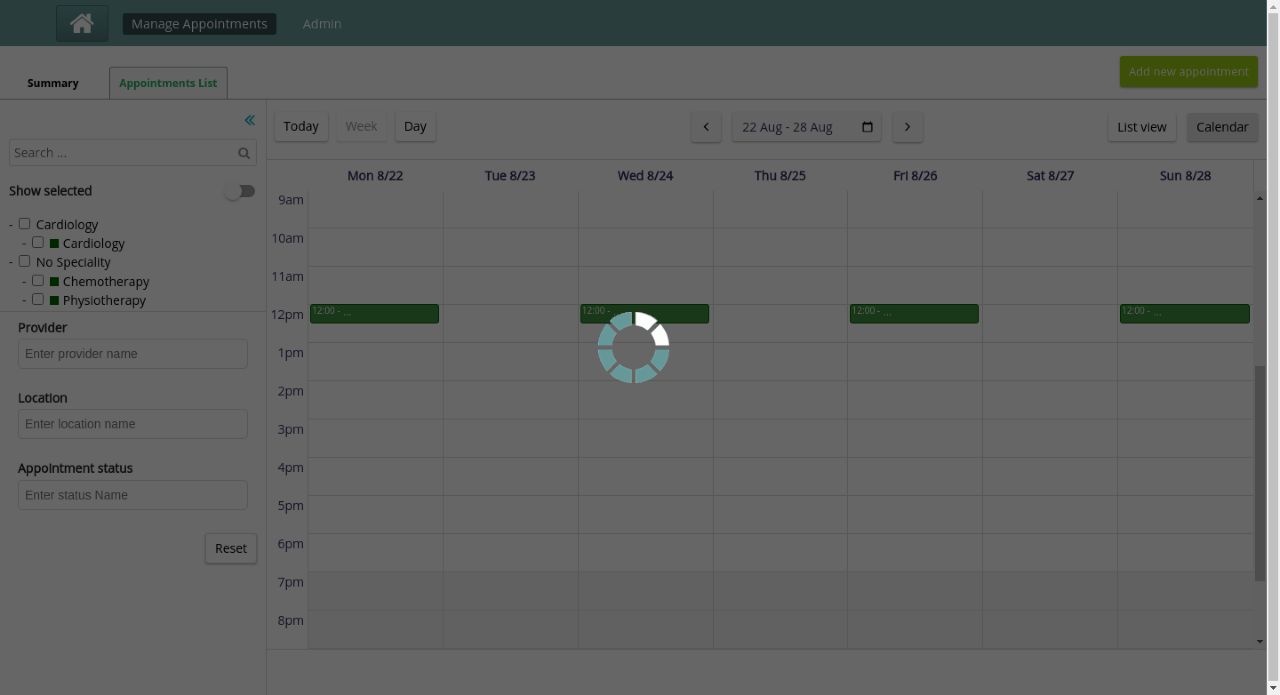 Manage Appointments Admin
Summary Appointments List Add new appointment
Today Week Day 22 Aug - 28 Aug List view Calendar
Search ...
Show selected
- Cardiology
- Cardiology
- No Speciality
- Chemotherapy
- Physiotherapy
Provider
Enter provider name
Location
Enter location name
Appointment status
Enter status Name
Reset
Mon 8/22 Tue 8/23 Wed 8/24 Thu 8/25 Fri 8/26 Sat 8/27 Sun 8/28
9am
10am
11am
12pm 12:00 - ... 12:00 - 12:00 - ... 12:00 - ...
1pm
2pm
3pm
4pm
5pm
6pm
7pm
8pm